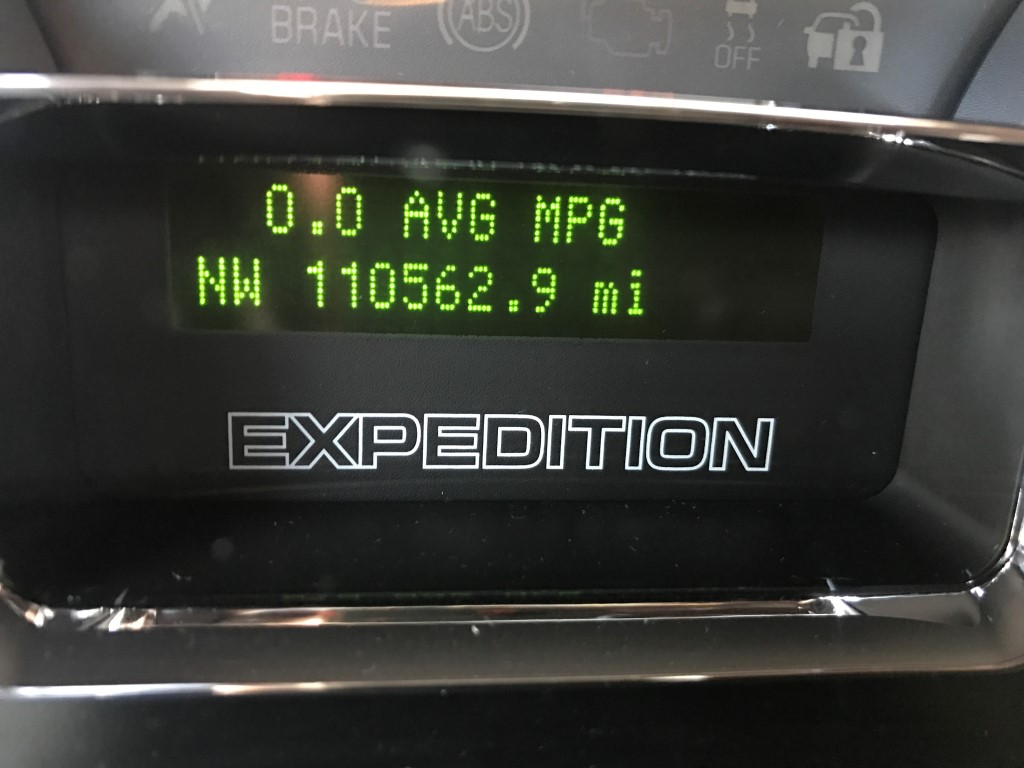 BRAKE
ABS
OFF
0.0 AVG MPG
NW 110562.9 mi
EXPEDITION